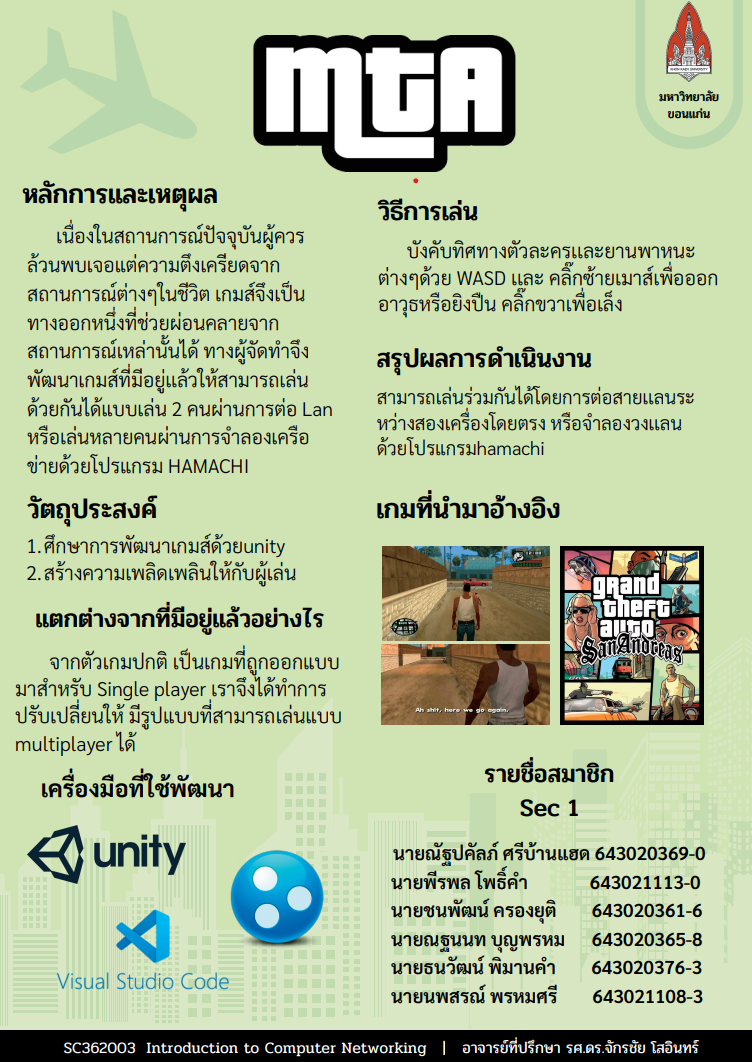 mtA
KHON KAEN UNIVERSITY
มหาวิทยาลัย
ขอนแก่น
หลักการและเหตุผล
เนื่องในสถานการณ์ปัจจุบันผู้ควร
ล้วนพบเจอแต่ความตึงเครียดจาก
สถานการณ์ต่างๆในชีวิต เกมส์จึงเป็น
ทางออกหนึ่งที่ช่วยผ่อนคลายจาก
สถานการณ์เหล่านั้นได้ ทางผู้จัดทำจึง
พัฒนาเกมส์ที่มีอยู่แล้วให้สามารถเล่น
ด้วยกันได้แบบเล่น 2 คนผ่านการต่อ Lan
หรือเล่นหลายคนผ่านการจำลองเครือ
ข่ายด้วยโปรแกรม HAMACHI
วัตถุประสงค์
1.ศึกษาการพัฒนาเกมส์ด้วยunity
2.สร้างความเพลิดเพลินให้กับผู้เล่น
แตกต่างจากที่มีอยู่แล้วอย่างไร
จากตัวเกมปกติ เป็นเกมที่ถูกออกแบบ
มาสำหรับ Single player เราจึงได้ทำการ
ปรับเปลี่ยนให้ มีรูปแบบที่สามารถเล่นแบบ
multiplayer ได้
เครื่องมือที่ใช้พัฒนา
unity
Visual Studio Code
วิธีการเล่น
บังคับทิศทางตัวละครและยานพาหนะ
ต่างๆด้วย WASD และ คลิ๊กซ้ายเมาส์เพื่อออก
อาวุธหรือยิงปืน คลิ๊กขวาเพื่อเล็ง
สรุปผลการดำเนินงาน
สามารถเล่นร่วมกันได้โดยการต่อสายแลนระ
หว่างสองเครื่องโดยตรง หรือจำลองวงแลน
ด้วยโปรแกรมhamachi
เกมที่นำมาอ้างอิง
Ah shit, here we go again.
grand
theft
auto
SanAndreas
รายชื่อสมาชิก
Sec 1
นายณัฐปคัลภ์ ศรีบ้านแฮด 643020369-0
นายพีรพล โพธิ์คำ 643021113-0
นายชนพัฒน์ ครองยุติ 643020361-6
นายณฐนนท บุญพรหม 643020365-8
นายธนวัฒน์ พิมานคำ 643020376-3
นายนพสรณ์ พรหมศรี 643021108-3
SC362003 Introduction to Computer Networking | อาจารย์ที่ปรึกษา รศ.ดร.จักรชัย โสอินทร์